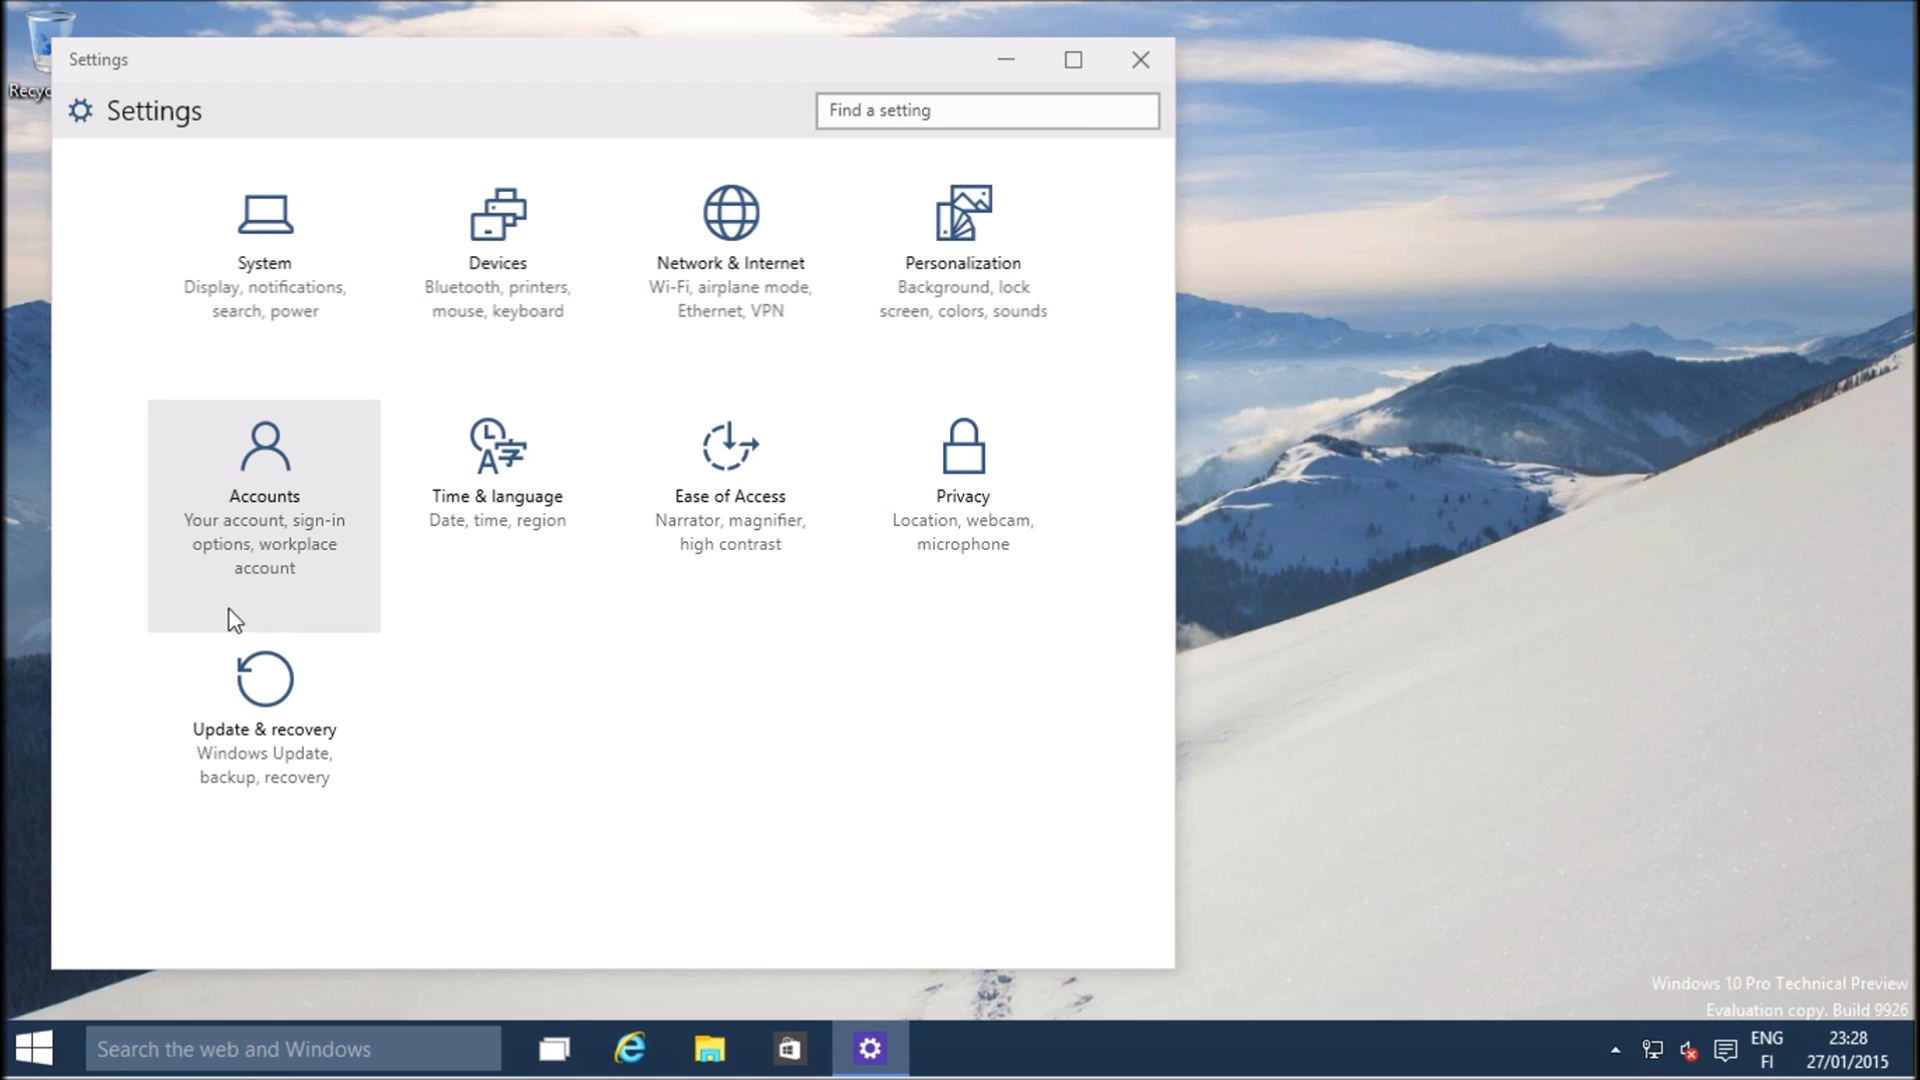 Recyc
Settings
Settings
Find a setting
System
Display, notifications,
search, power
Devices
Bluetooth, printers,
mouse, keyboard
Network & Internet
Wi-Fi, airplane mode,
Ethernet, VPN
Personalization
Background, lock
screen, colors, sounds
Accounts
Your account, sign-in
options, workplace
account
Time & language
Date, time, region
Ease of Access
Narrator, magnifier,
high contrast
Privacy
Location, webcam,
microphone
Update & recovery
Windows Update,
backup, recovery
Windows 10 Pro Technical Preview
Evaluation copy. Build 9926
Search the web and Windows
ENG
FI
23:28
27/01/2015